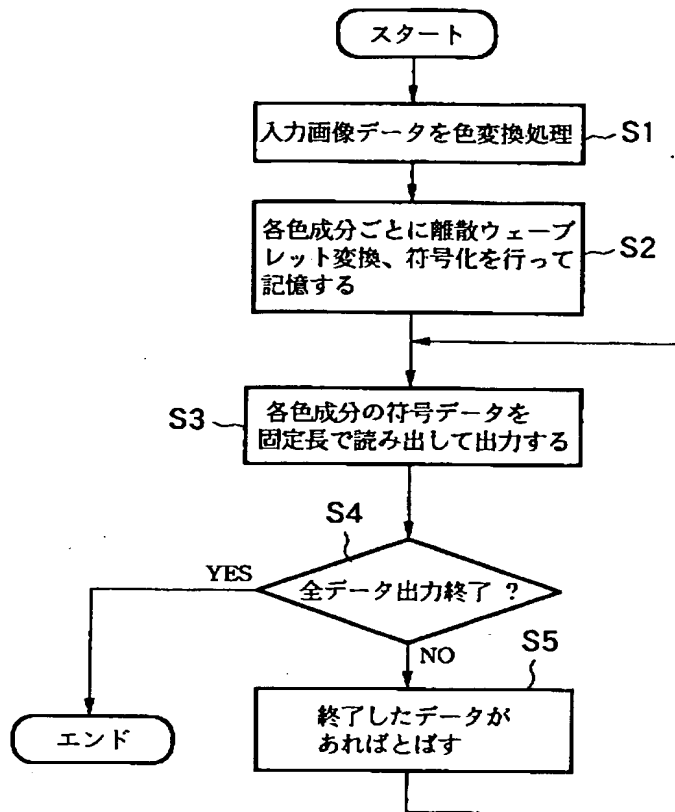 スタート
入力画像データを色変換処理
S1
各色成分ごとに離散ウェーブ
レット変換、符号化を行って
記憶する
S2
S3
各色成分の符号データを
固定長で読み出して出力する
S4
YES
全データ出力終了 ?
NO
S5
エンド
終了したデータが
あればとばす